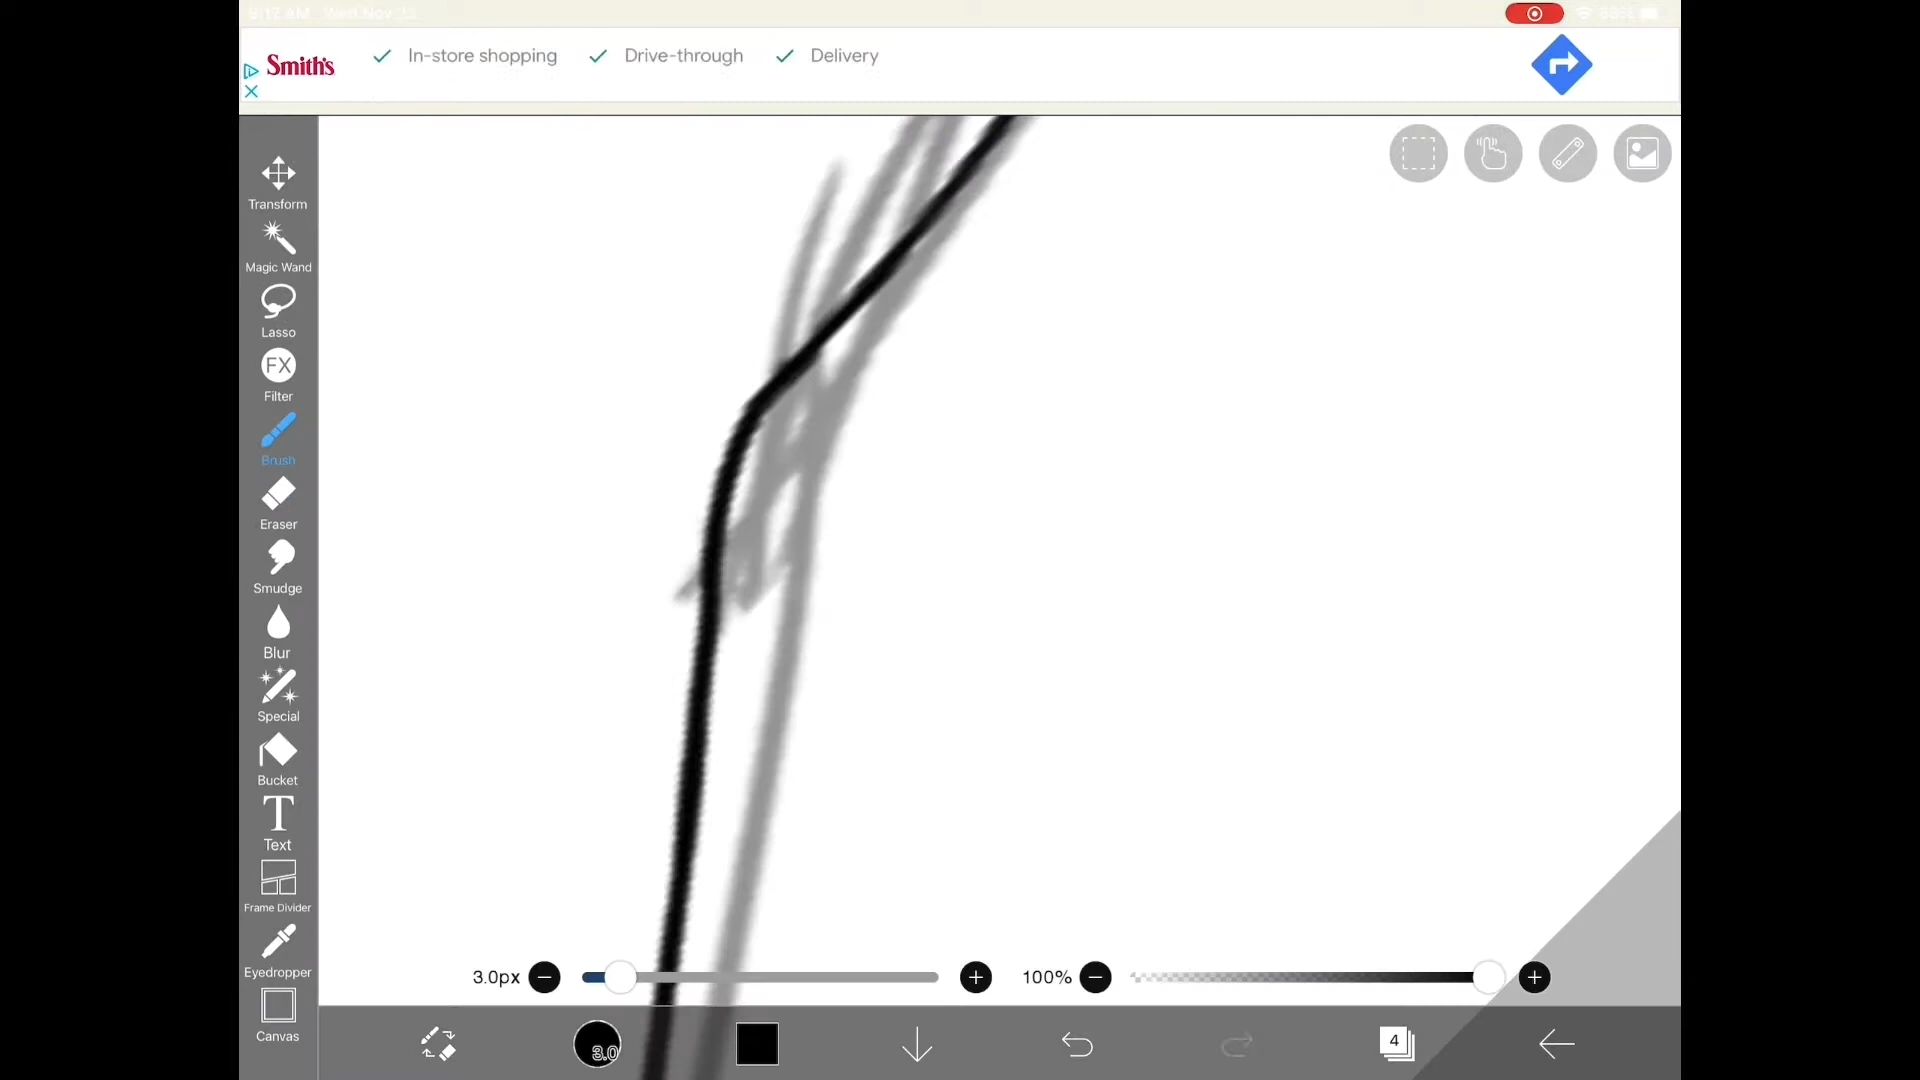 Smith's
In-store shopping
Drive-through
Delivery
Transform
Magic Wand
Lasso
FX
Filter
Brush
Eraser
Smudge
Blur
Special
Bucket
T
Text
Frame Divider
Eyedropper
Canvas
3.0px
100%
3.0
4